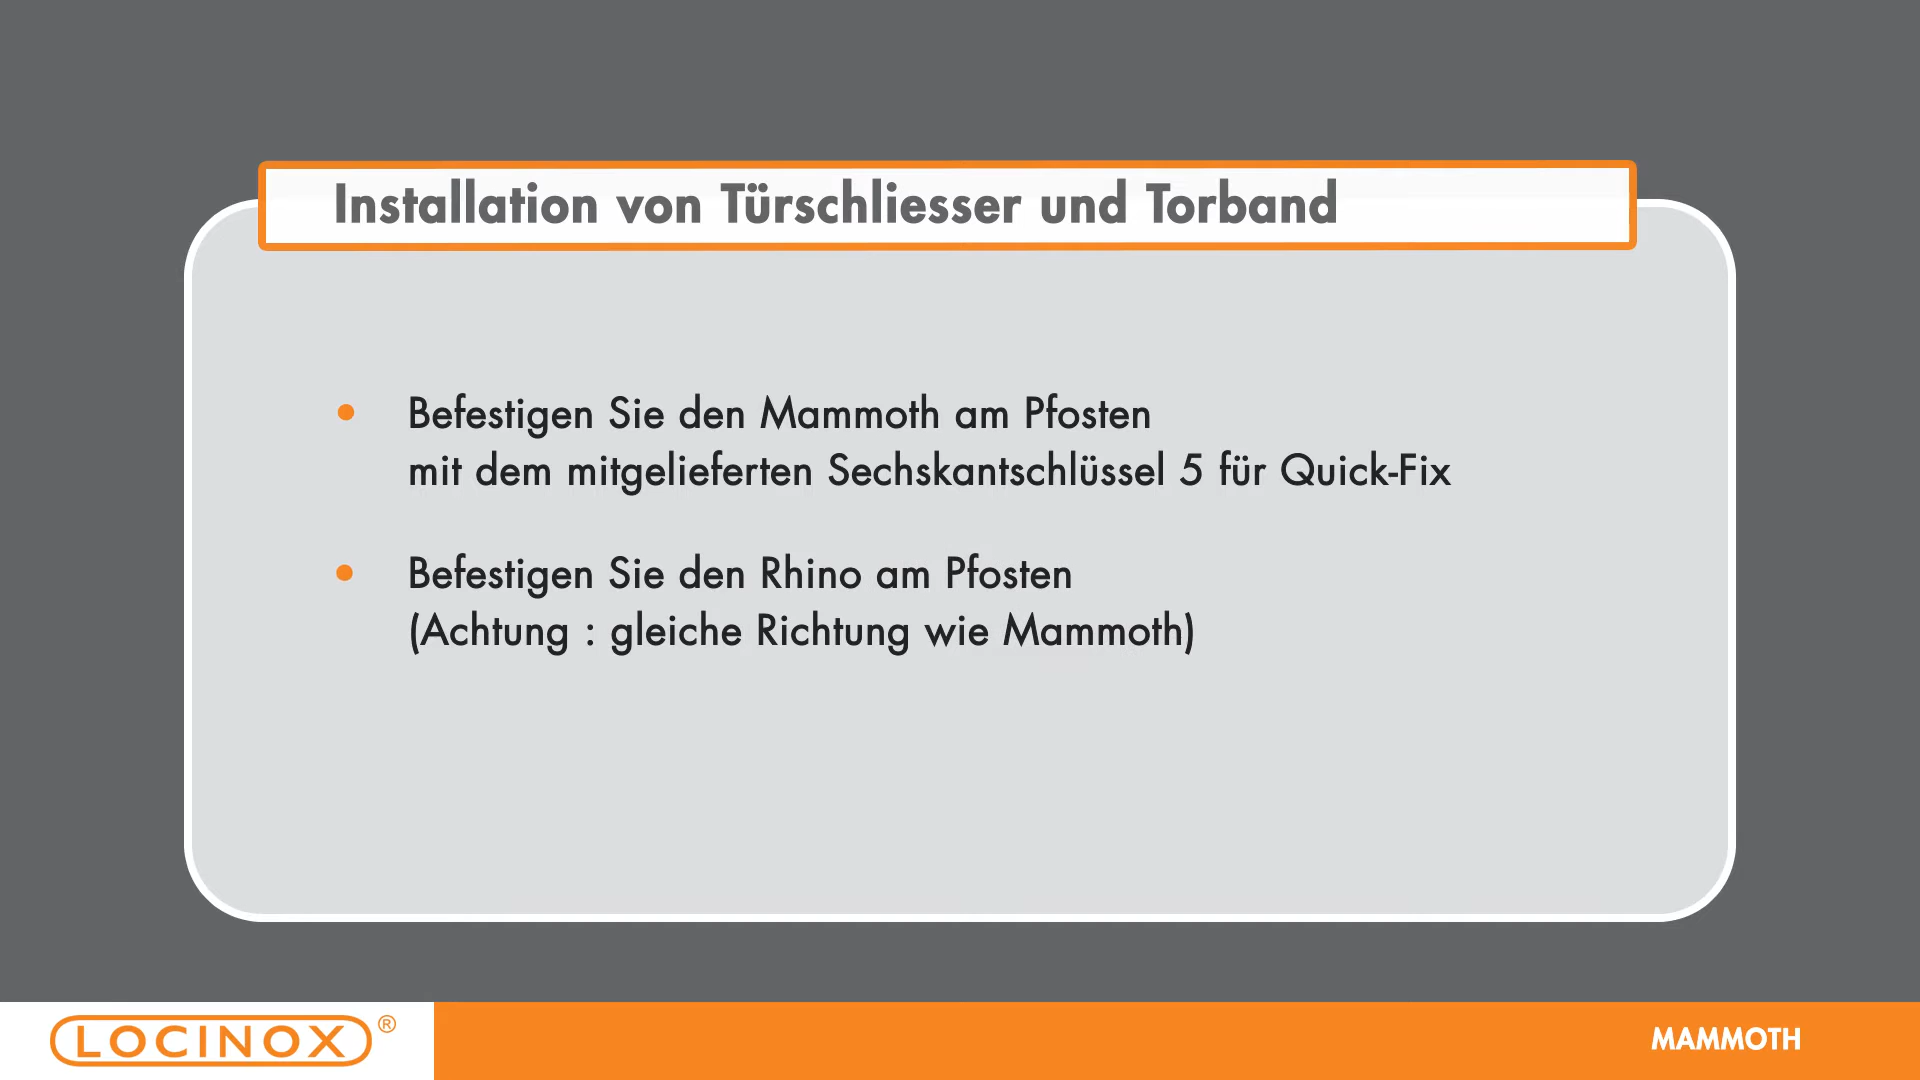 Installation von Türschliesser und Torband
• Befestigen Sie den Mammoth am Pfosten
mit dem mitgelieferten Sechskantschlüssel 5 für Quick-Fix
• Befestigen Sie den Rhino am Pfosten
(Achtung : gleiche Richtung wie Mammoth)
LOCINOX®
MAMMOTH